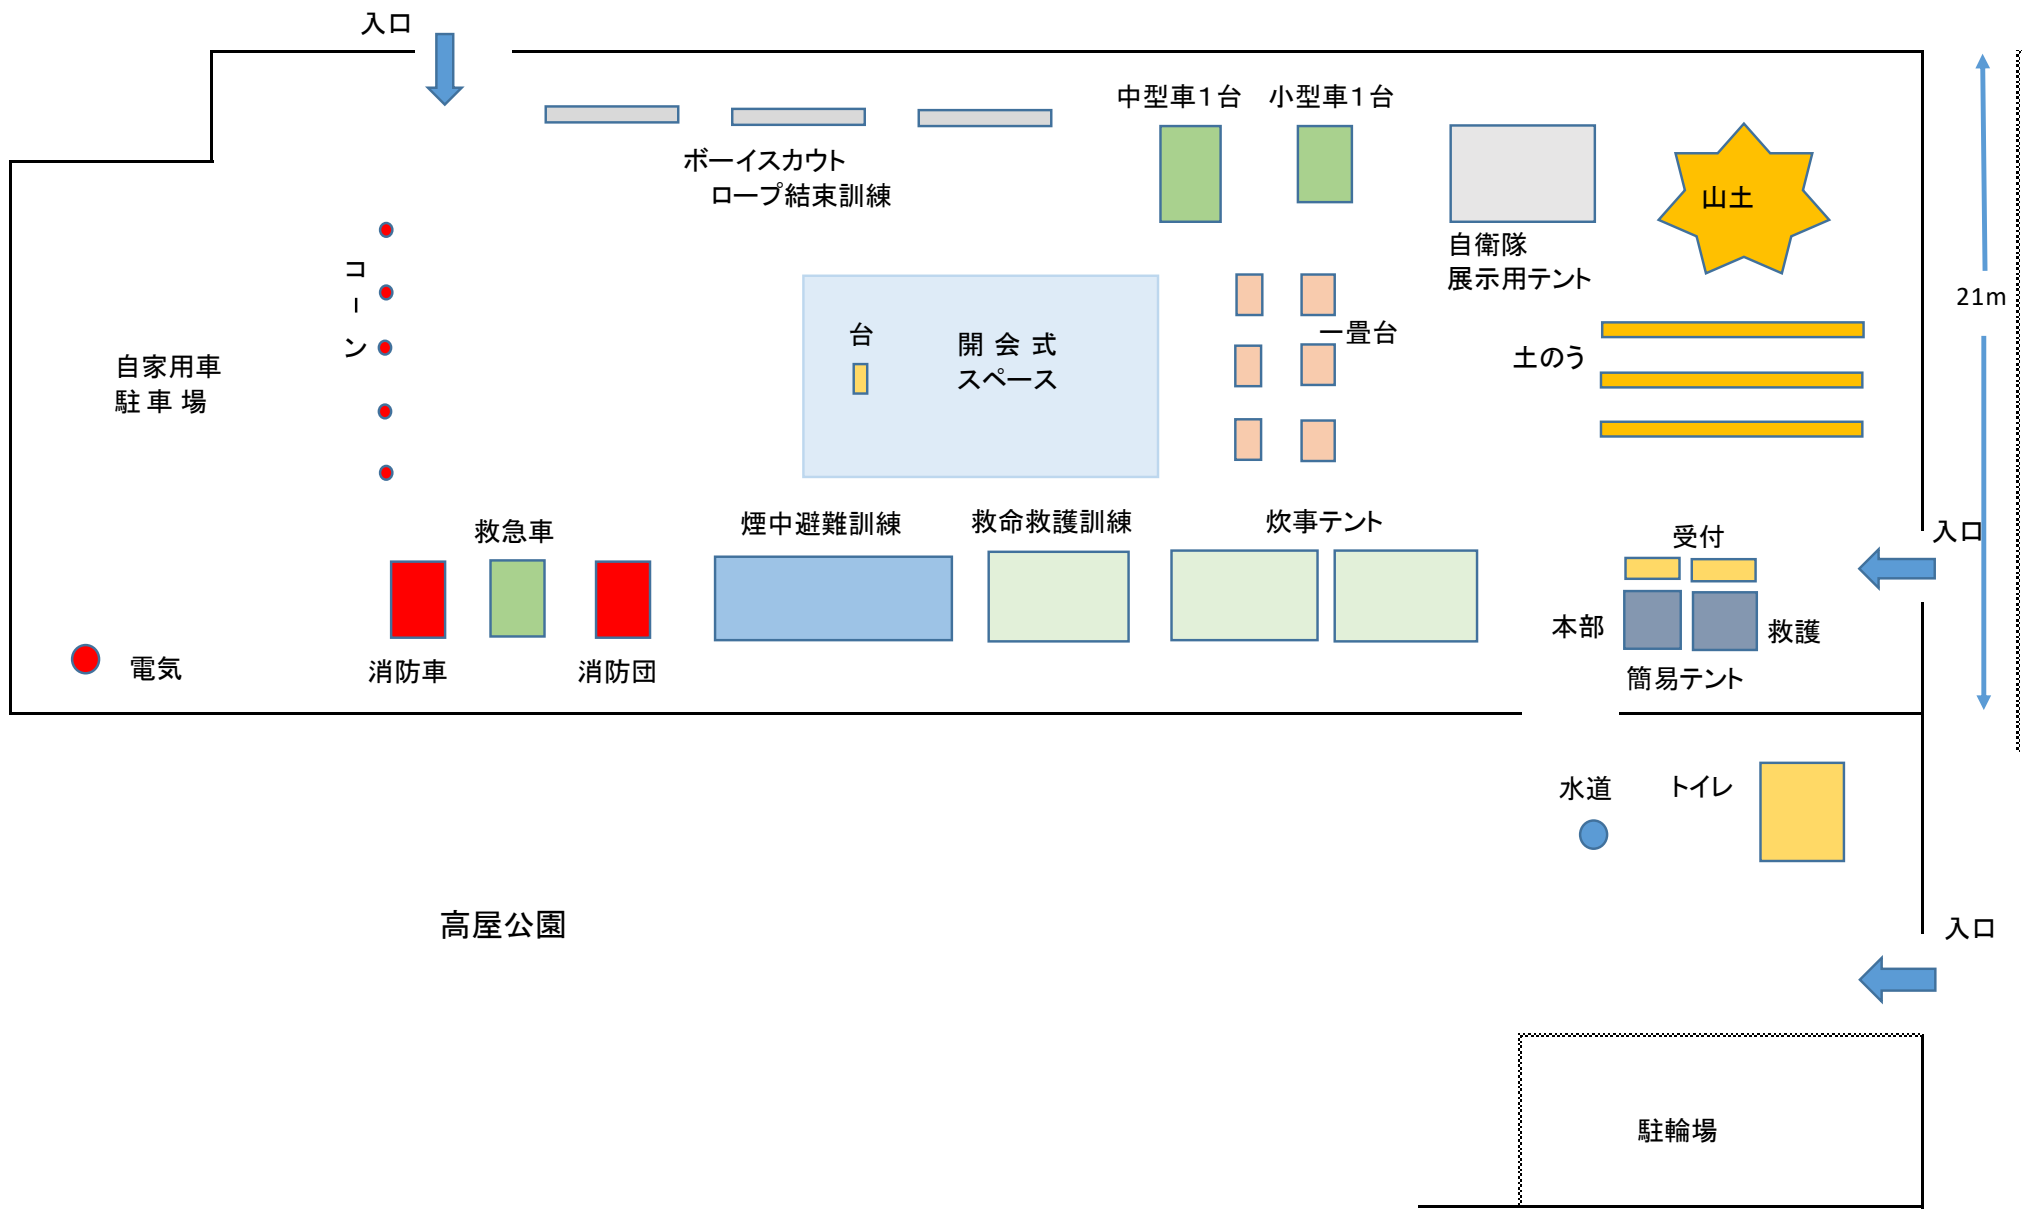 入口
中型車１台
小型車１台
ボーイスカウト
ロープ結束訓練
山土
自衛隊
展示用テント
コーン
21m
台
開 会 式
スペース
一畳台
土のう
自家用車
駐 車 場
救急車
煙中避難訓練
救命救護訓練
炊事テント
受付
入口
本部
救護
電気
消防車
消防団
簡易テント
水道
トイレ
高屋公園
入口
駐輪場